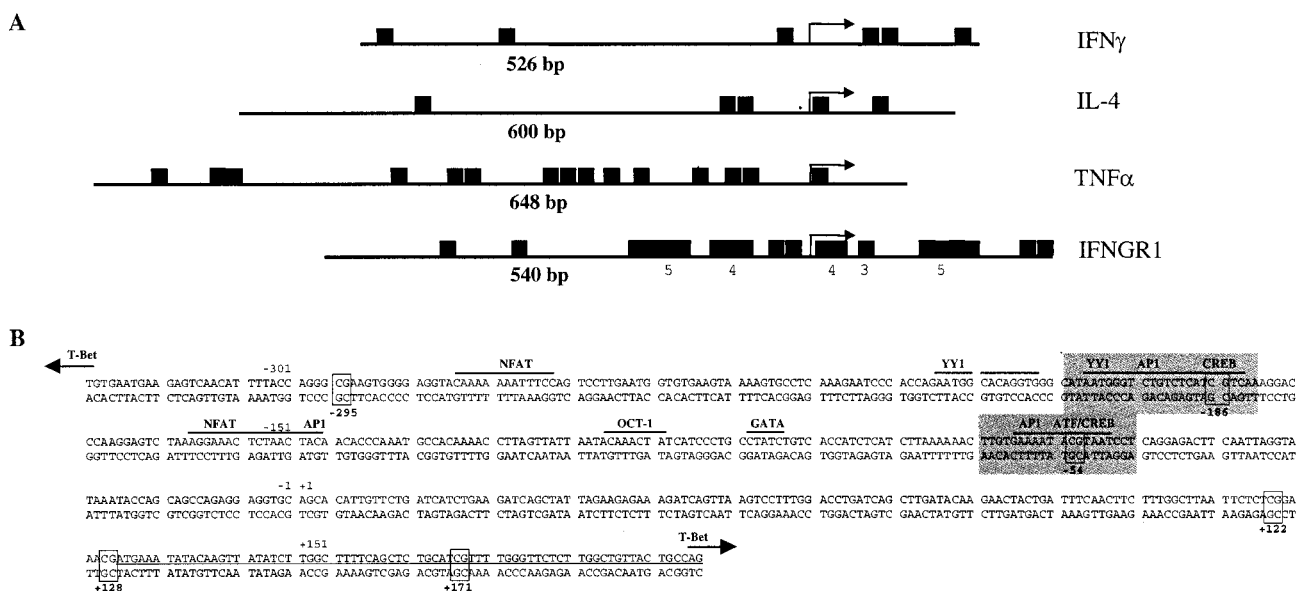 A
IFNγ
526 bp
IL-4
600 bp
TNFα
648 bp
IFNGR1
5 4 4 3 5
540 bp
B
T-Bet
-301 NFAT YY1 YY1 AP1 CREB
TGTGAATGAA GAGTCAACAT TTTACC AGGG CGAAGTGGGG AGGTACAAAA AAATTTCCAG TCCTTGAATG GTGTGAAGTA AAAGTGCCTC AAAGAATCCC ACCAGAATGG CACAGGTGGG CATAATGGGT CTGTCTCATC GTCAAAGGAC
ACACTTACTT CTCAGTTGTA AAATGG TCCC GCTTCACCCC TCCATGTTTT TTTAAAGGTC AGGAACTTAC CACACTTCAT TTTCACGGAG TTTCTTAGGG TGGTCTTACC GTGTCCACCC GTATTACCCA GACAGAGTAG CAGTTTCCTG
-295 -186
-151 NFAT AP1 OCT-1 GATA AP1 ATF/CREB
CCAAGGAGTC TAAAGGAAAC TCTAAC TACA ACACCCAAAT GCCACAAAAC CTTAGTTATT AATACAAACT ATCATCCCTG CCTATCTGTC ACCATCTCAT CTTAAAAAAC TTGTGAAAAT ACGTAATCCT CAGGAGACTT CAATTAGGTA
GGTTCCTCAG ATTTCCTTTG AGATTG ATGT TGTGGGTTTA CGGTGTTTTG GAATCAATAA TTATGTTTGA TAGTAGGGAC GGATAGACAG TGGTAGAGTA GAATTTTTTG AACACTTTTA TGCATTAGGA GTCCTCTGAA GTTAATCCAT
-54
-1 +1
TAAATACCAG CAGCCAGAGG AGGTGC AGCA CATTGTTCTG ATCATCTGAA GATCAGCTAT TAGAAGAGAA AGATCAGTTA AGTCCTTTGG ACCTGATCAG CTTGATACAA GAACTACTGA TTTCAACTTC TTTGGCTTAA TTCTCTCGGA
ATTTATGGTC GTCGGTCTCC TCCACG TCGT GTAACAAGAC TAGTAGACTT CTAGTCGATA ATCTTCTCTT TCTAGTCAAT TCAGGAAACC TGGACTAGTC GAACTATGTT CTTGATGACT AAAGTTGAAG AAACCGAATT AAGAGAGCCT
+122
+151 T-Bet
AACGATGAAA TATACAAGTT ATATCT TGGC TTTTCAGCTC TGCATCGTTT TGGGTTCTCT TGGCTGTTAC TGCCAG
TTGCTACTTT ATATGTTCAA TATAGA ACCG AAAAGTCGAG ACGTAGCAAA ACCCAAGAGA ACCGACAATG ACGGTC
+128 +171